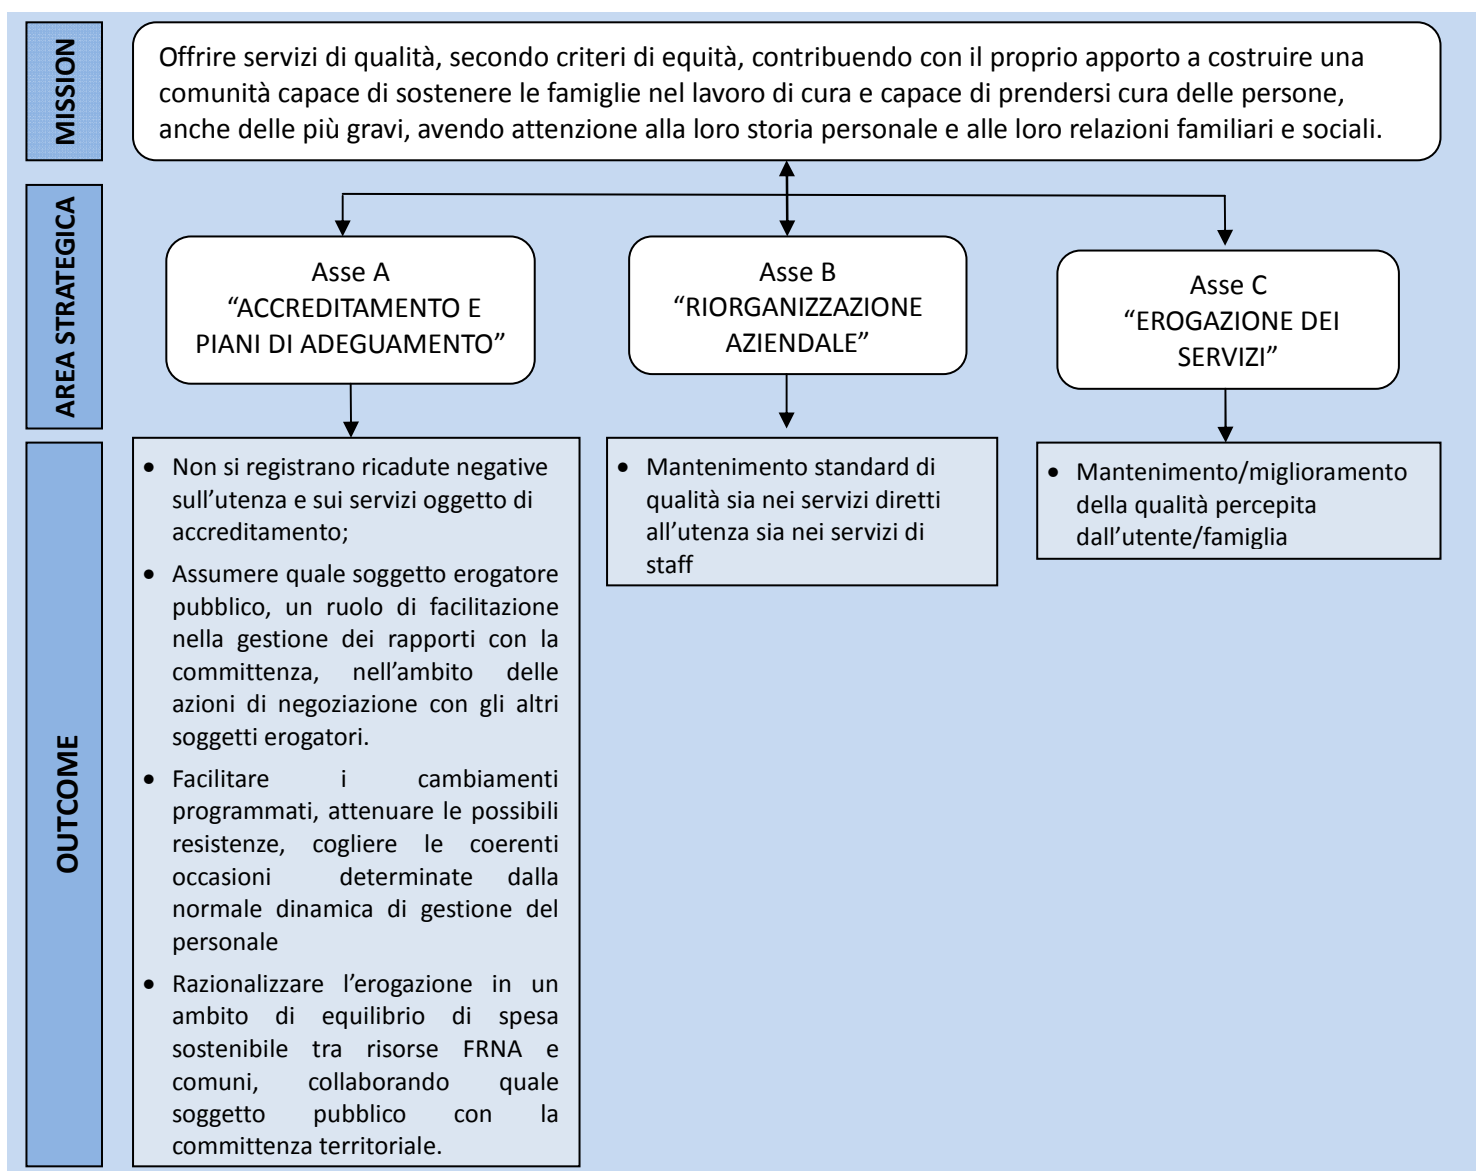 MISSION
Offrire servizi di qualità, secondo criteri di equità, contribuendo con il proprio apporto a costruire una
comunità capace di sostenere le famiglie nel lavoro di cura e capace di prendersi cura delle persone,
anche delle più gravi, avendo attenzione alla loro storia personale e alle loro relazioni familiari e sociali.
AREA STRATEGICA
Asse A
“ACCREDITAMENTO E
PIANI DI ADEGUAMENTO”
Asse B
“RIORGANIZZAZIONE
AZIENDALE”
Asse C
“EROGAZIONE DEI
SERVIZI”
OUTCOME
• Non si registrano ricadute negative
sull’utenza e sui servizi oggetto di
accreditamento;
• Assumere quale soggetto erogatore
pubblico, un ruolo di facilitazione
nella gestione dei rapporti con la
committenza, nell’ambito delle
azioni di negoziazione con gli altri
soggetti erogatori.
• Facilitare i cambiamenti
programmati, attenuare le possibili
resistenze, cogliere le coerenti
occasioni determinate dalla
normale dinamica di gestione del
personale
• Razionalizzare l’erogazione in un
ambito di equilibrio di spesa
sostenibile tra risorse FRNA e
comuni, collaborando quale
soggetto pubblico con la
committenza territoriale.
• Mantenimento standard di
qualità sia nei servizi diretti
all’utenza sia nei servizi di
staff
• Mantenimento/miglioramento
della qualità percepita
dall’utente/famiglia